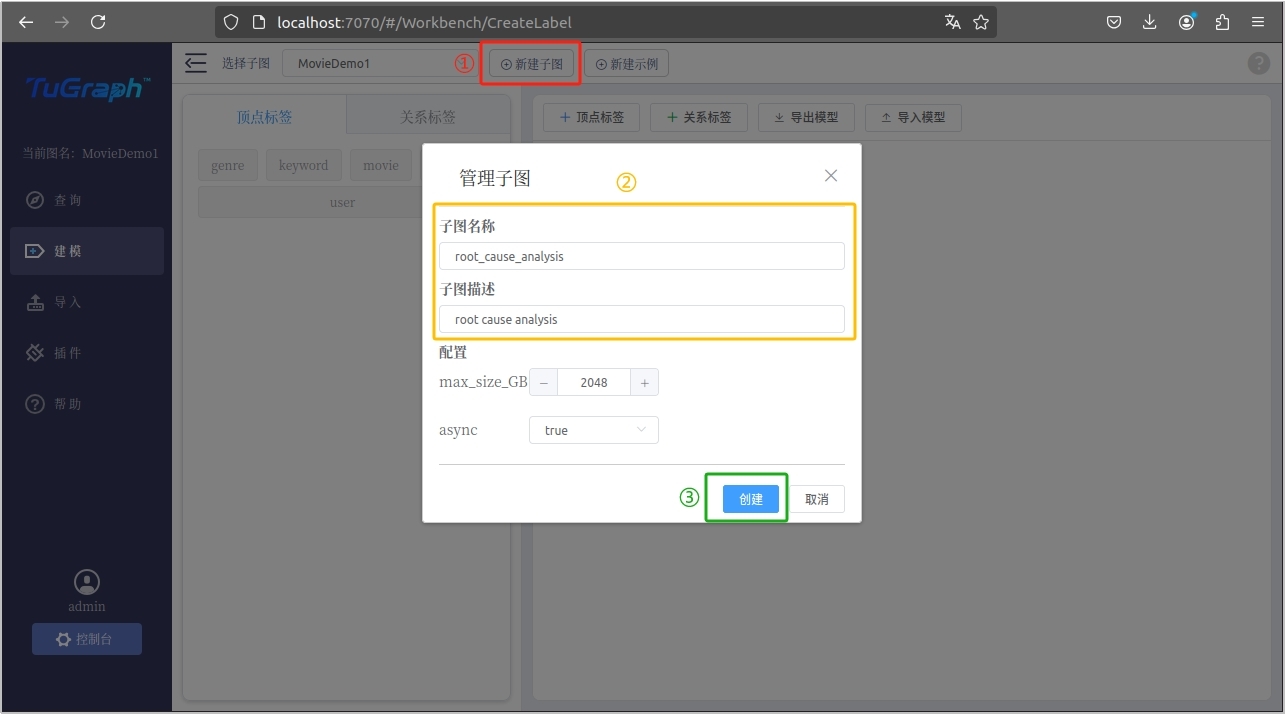 localhost:7070/#/Workbench/CreateLabel
TuGraph™
选择子图 MovieDemo1 ① 新建子图 新建示例 ?
当前图名：MovieDemo1
查询
建模
导入
插件
帮助
admin
控制台
顶点标签 关系标签
genre keyword movie
user
+ 顶点标签 + 关系标签 导出模型 导入模型
管理子图 ②
子图名称
root_cause_analysis
子图描述
root cause analysis
配置
max_size_GB − 2048 +
async true
③ 创建 取消